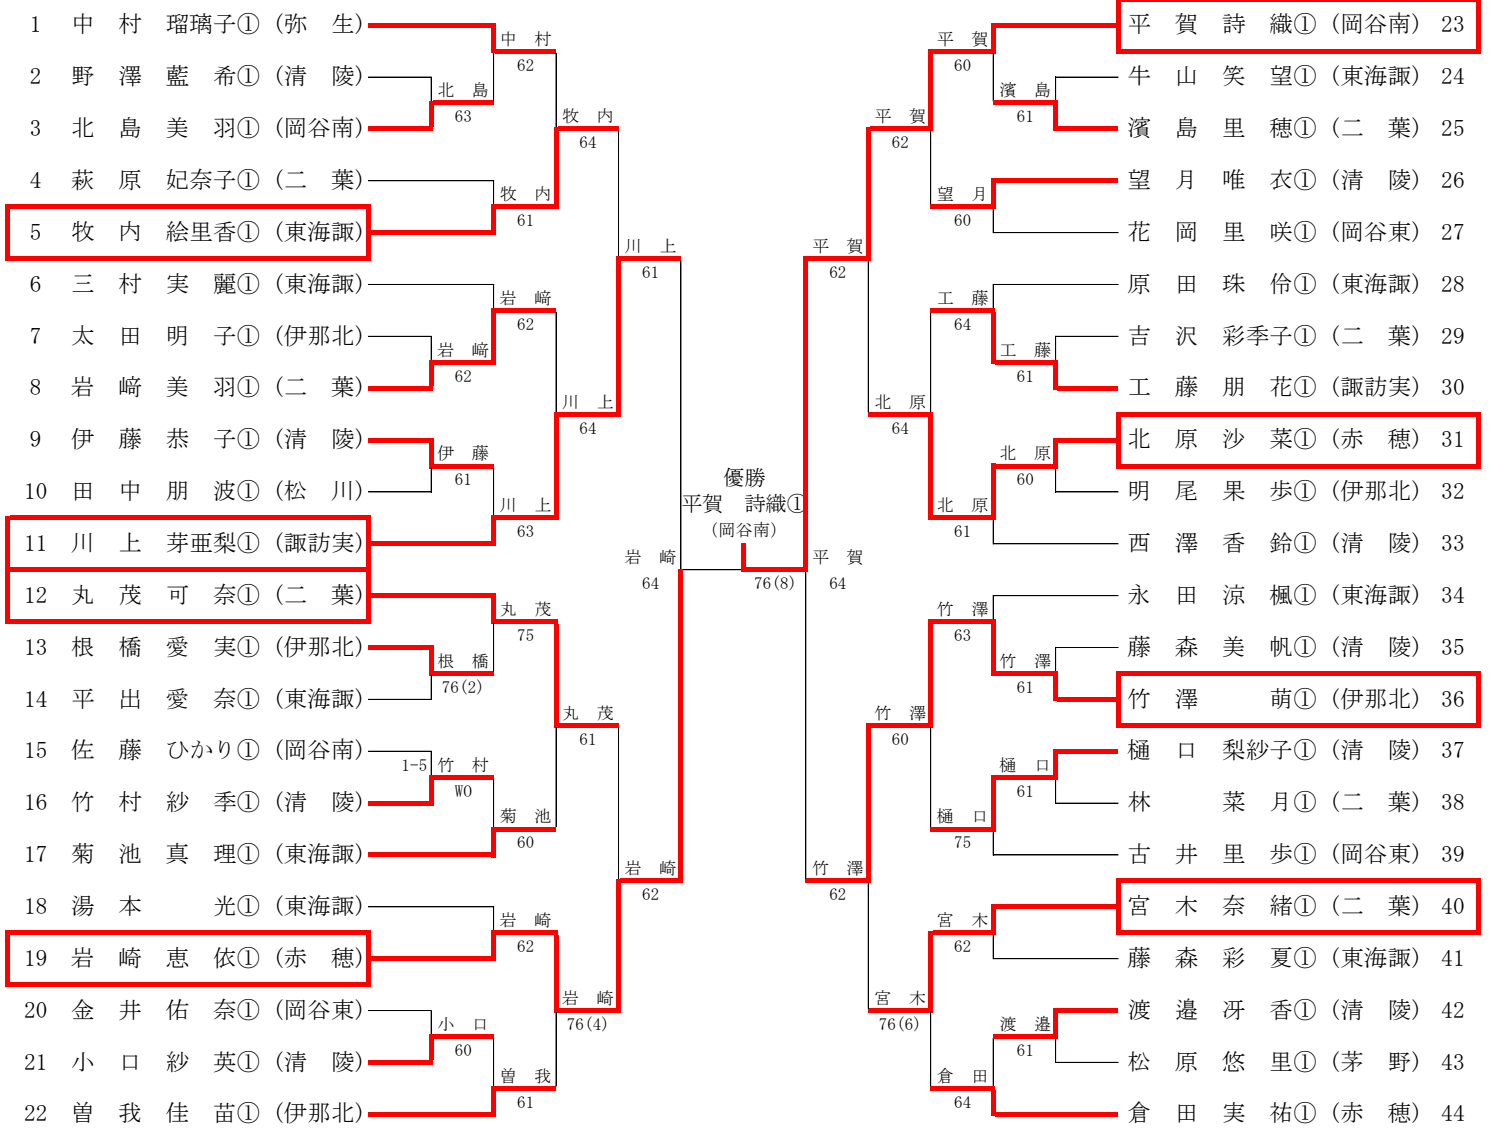 1 中 村 瑠璃子① (弥 生)
2 野 澤 藍 希① (清 陵)
3 北 島 美 羽① (岡谷南)
4 萩 原 妃奈子① (二 葉)
5 牧 内 絵里香① (東海諏)
6 三 村 実 麗① (東海諏)
7 太 田 明 子① (伊那北)
8 岩 﨑 美 羽① (二 葉)
9 伊 藤 恭 子① (清 陵)
10 田 中 朋 波① (松 川)
11 川 上 芽亜梨① (諏訪実)
12 丸 茂 可 奈① (二 葉)
13 根 橋 愛 実① (伊那北)
14 平 出 愛 奈① (東海諏)
15 佐 藤 ひかり① (岡谷南)
16 竹 村 紗 季① (清 陵)
17 菊 池 真 理① (東海諏)
18 湯 本 光① (東海諏)
19 岩 崎 恵 依① (赤 穂)
20 金 井 佑 奈① (岡谷東)
21 小 口 紗 英① (清 陵)
22 曽 我 佳 苗① (伊那北)
北 島
63
岩 﨑
62
伊 藤
61
根 橋
76(2)
1-5 竹 村
WO
小 口
60
中 村
62
牧 内
61
岩 﨑
62
川 上
63
丸 茂
75
菊 池
60
岩 崎
62
曽 我
61
牧 内
64
川 上
64
丸 茂
61
岩 崎
76(4)
川 上
61
岩 崎
62
岩 崎
64
優勝
平賀 詩織①
(岡谷南)
76(8)
平 賀
64
平 賀
62
竹 澤
62
平 賀
62
北 原
64
竹 澤
60
宮 木
76(6)
平 賀
60
望 月
60
工 藤
64
北 原
61
竹 澤
63
樋 口
75
宮 木
62
倉 田
64
濱 島
61
工 藤
61
北 原
60
竹 澤
61
樋 口
61
渡 邉
61
平 賀 詩 織① (岡谷南) 23
牛 山 笑 望① (東海諏) 24
濱 島 里 穂① (二 葉) 25
望 月 唯 衣① (清 陵) 26
花 岡 里 咲① (岡谷東) 27
原 田 珠 伶① (東海諏) 28
吉 沢 彩季子① (二 葉) 29
工 藤 朋 花① (諏訪実) 30
北 原 沙 菜① (赤 穂) 31
明 尾 果 歩① (伊那北) 32
西 澤 香 鈴① (清 陵) 33
永 田 涼 楓① (東海諏) 34
藤 森 美 帆① (清 陵) 35
竹 澤 萌① (伊那北) 36
樋 口 梨紗子① (清 陵) 37
林 菜 月① (二 葉) 38
古 井 里 歩① (岡谷東) 39
宮 木 奈 緒① (二 葉) 40
藤 森 彩 夏① (東海諏) 41
渡 邉 冴 香① (清 陵) 42
松 原 悠 里① (茅 野) 43
倉 田 実 祐① (赤 穂) 44